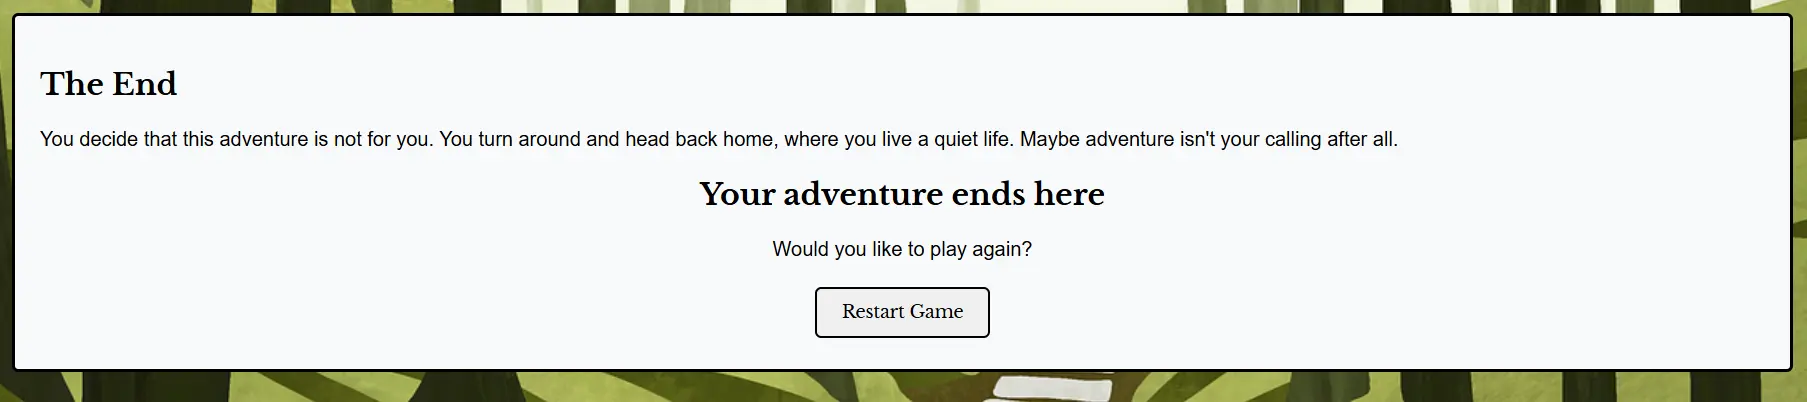 The End
You decide that this adventure is not for you. You turn around and head back home, where you live a quiet life. Maybe adventure isn't your calling after all.
Your adventure ends here
Would you like to play again?
Restart Game